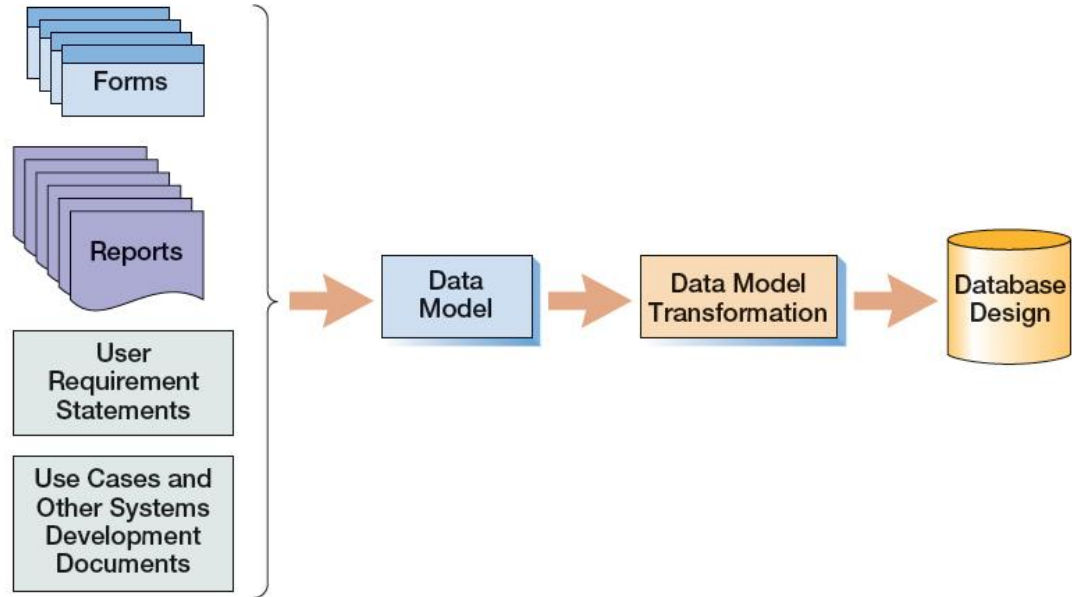 Forms
Reports
User
Requirement
Statements
Use Cases and
Other Systems
Development
Documents
Data
Model
Data Model
Transformation
Database
Design